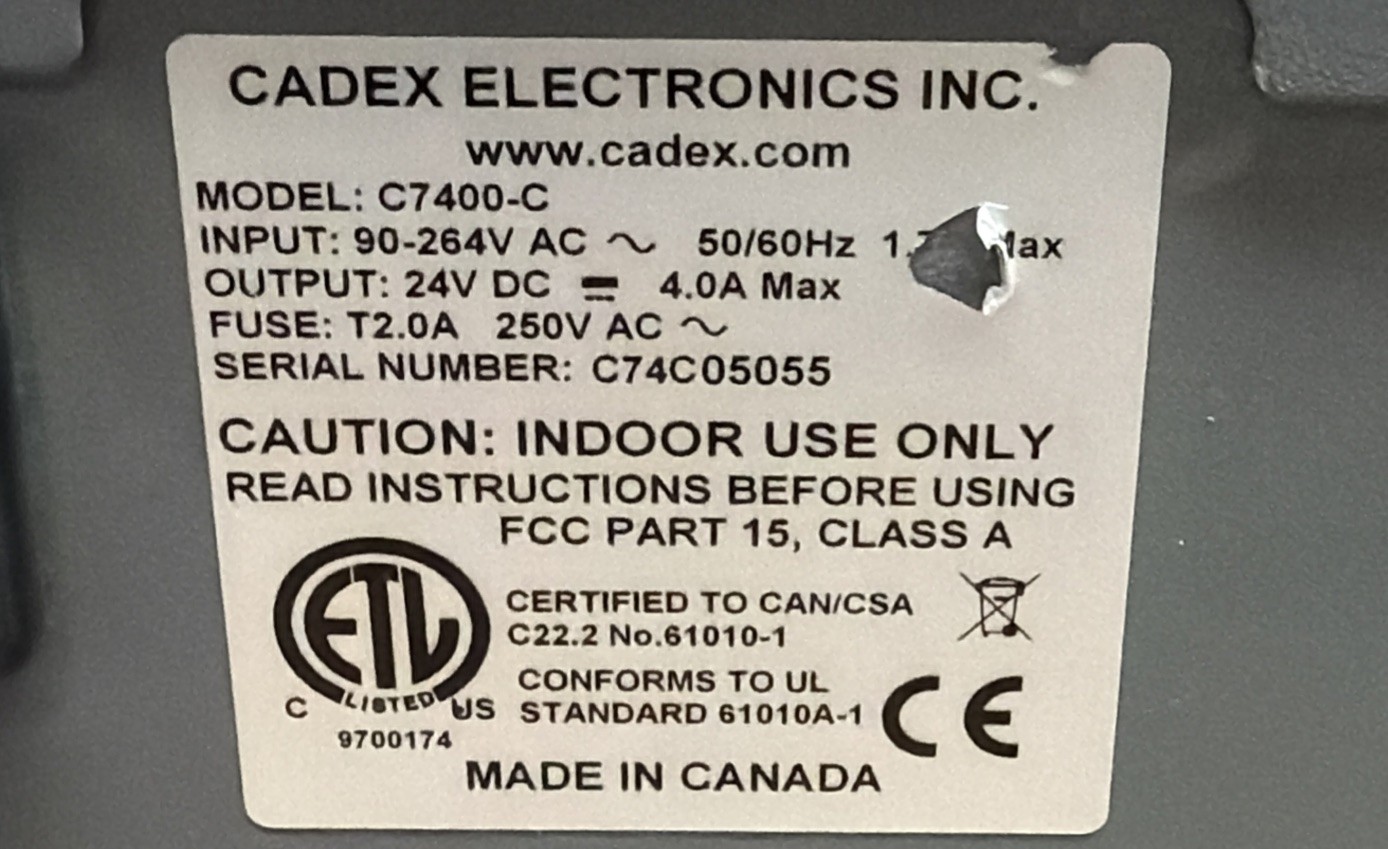 CADEX ELECTRONICS INC.
www.cadex.com
MODEL: C7400-C
INPUT: 90-264V AC ~ 50/60Hz
OUTPUT: 24V DC ⎓ 4.0A Max
FUSE: T2.0A 250V AC ~
SERIAL NUMBER: C74C05055
CAUTION: INDOOR USE ONLY
READ INSTRUCTIONS BEFORE USING
FCC PART 15, CLASS A
ETL
C LISTED US
9700174
CERTIFIED TO CAN/CSA
C22.2 No.61010-1
CONFORMS TO UL
STANDARD 61010A-1
CE
MADE IN CANADA